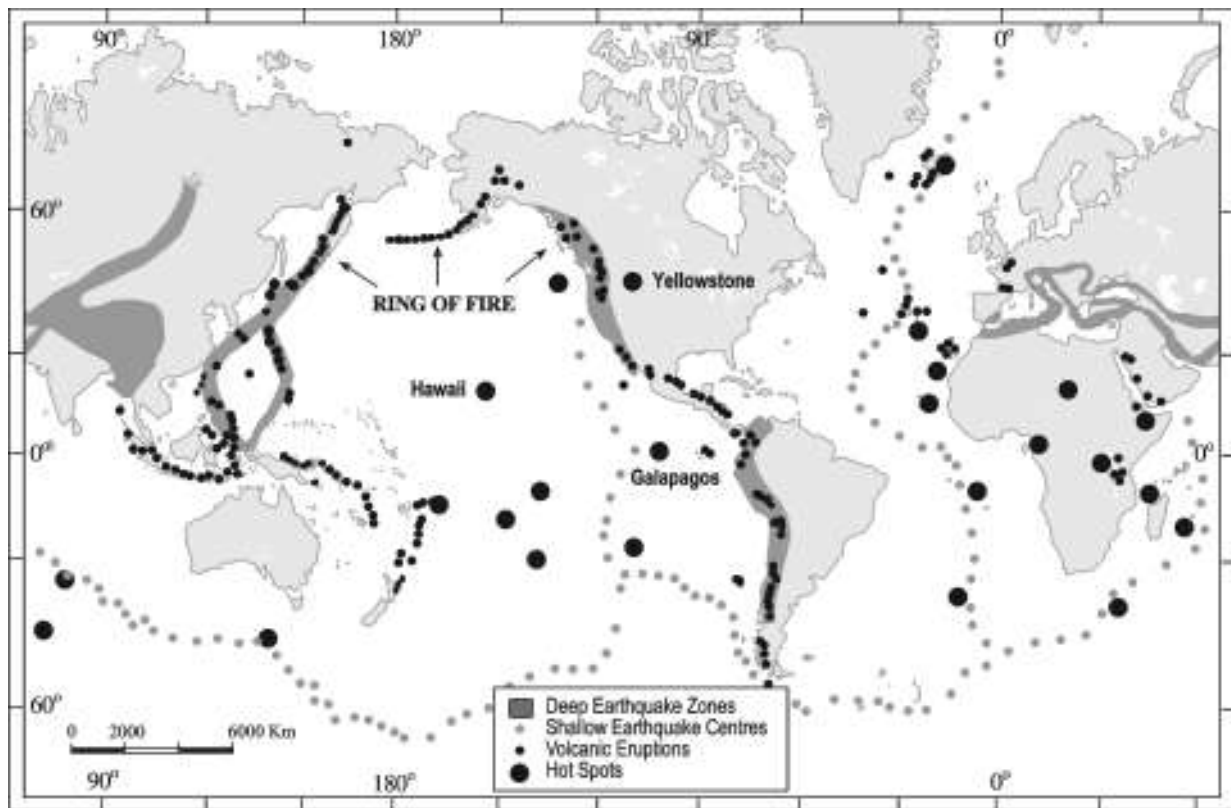 90°
180°
90°
0°
60°
Yellowstone
RING OF FIRE
Hawaii
0°
0°
Galapagos
60°
Deep Earthquake Zones
Shallow Earthquake Centres
Volcanic Eruptions
Hot Spots
0 2000 6000 Km
90°
180°
0°